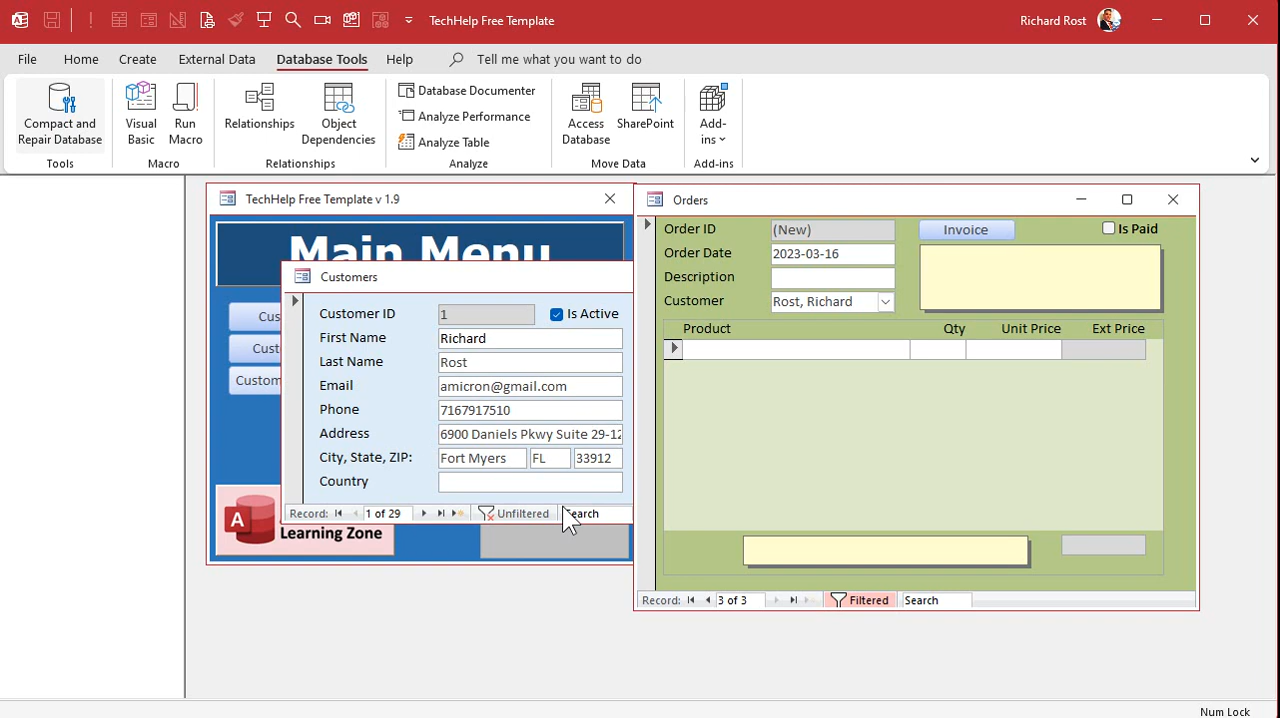 TechHelp Free Template
Richard Rost
File Home Create External Data Database Tools Help Tell me what you want to do
Compact and Repair Database
Tools
Visual Basic
Run Macro
Macro
Relationships
Object Dependencies
Relationships
Database Documenter
Analyze Performance
Analyze Table
Analyze
Access Database
SharePoint
Move Data
Add-ins
Add-ins
TechHelp Free Template v 1.9
Main Menu
Cus
Cust
Custom
A
Learning Zone
Customers
Customer ID 1 Is Active
First Name Richard
Last Name Rost
Email amicron@gmail.com
Phone 7167917510
Address 6900 Daniels Pkwy Suite 29-12
City, State, ZIP: Fort Myers FL 33912
Country
Record: 1 of 29 Unfiltered Search
Orders
Order ID (New) Invoice Is Paid
Order Date 2023-03-16
Description
Customer Rost, Richard
Product Qty Unit Price Ext Price
Record: 3 of 3 Filtered Search
Num Lock